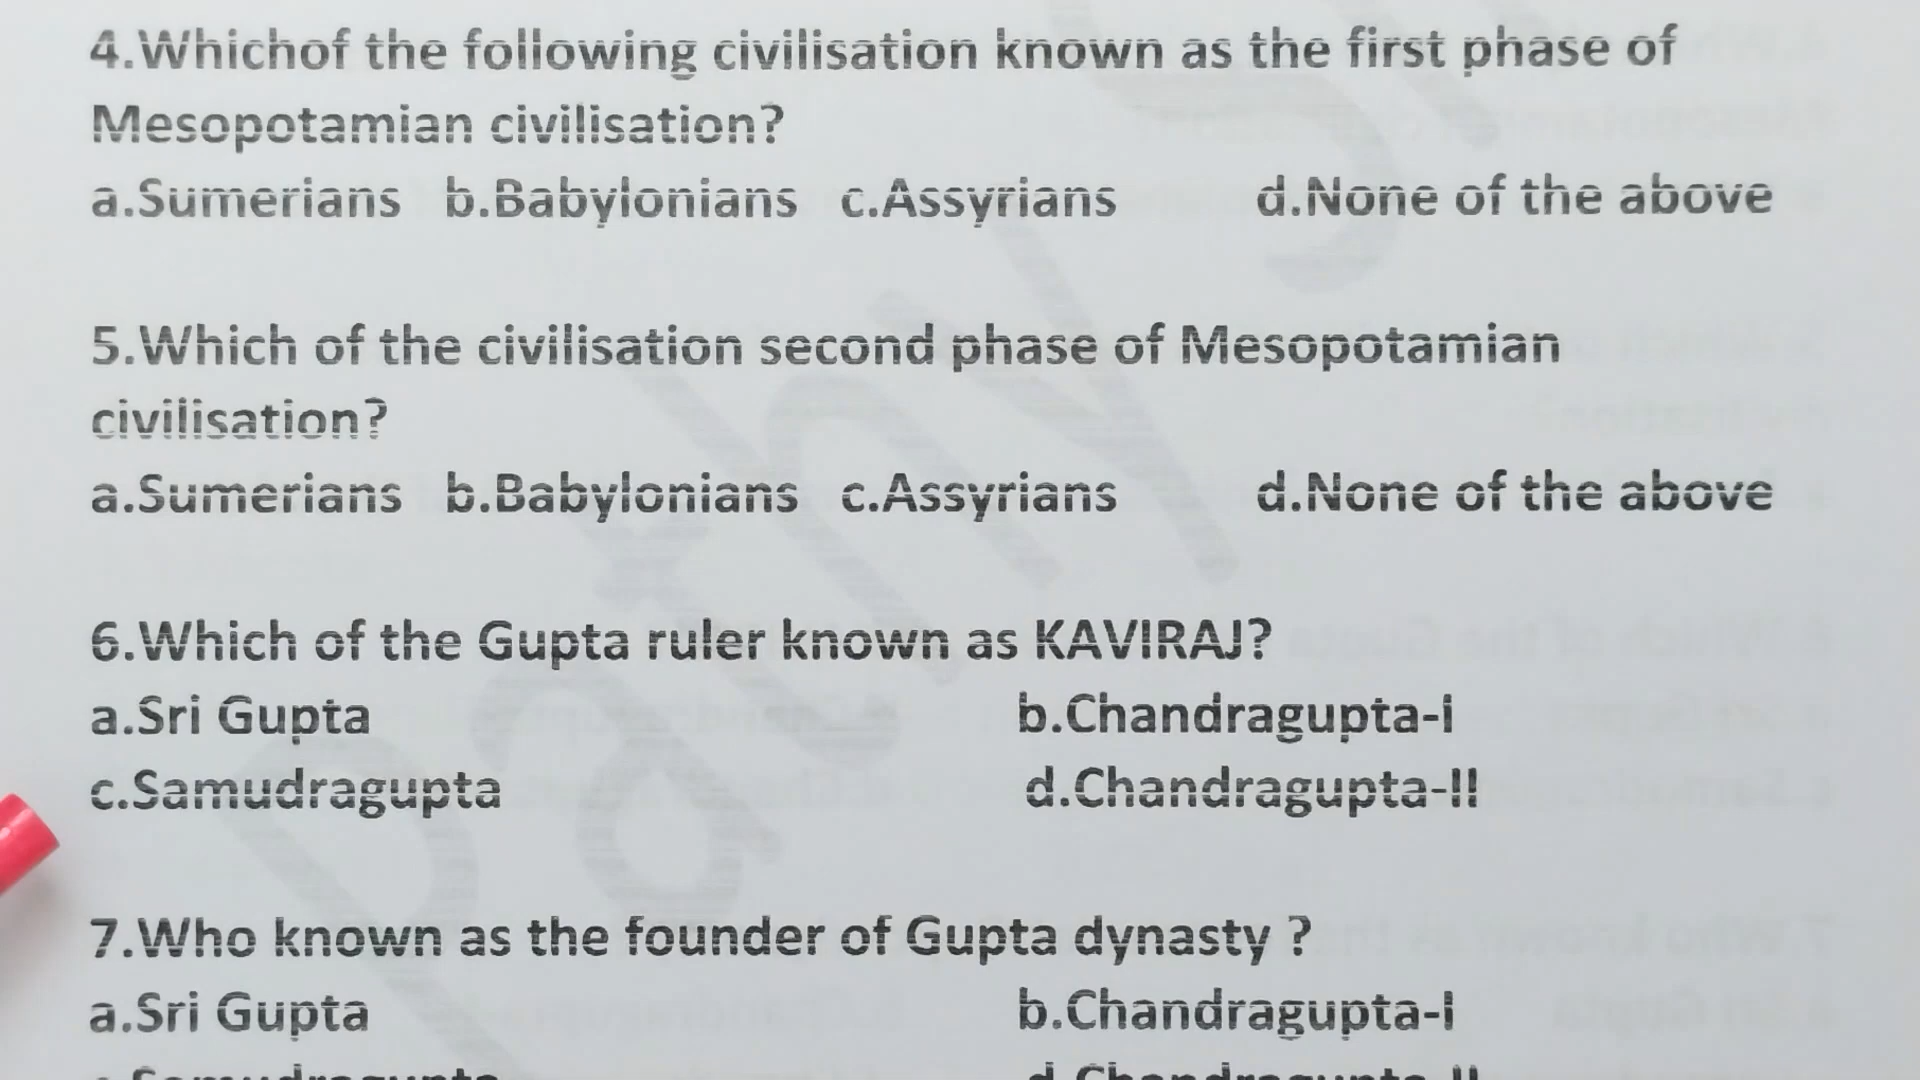 4.Whichof the following civilisation known as the first phase of
Mesopotamian civilisation?
a.Sumerians b.Babylonians c.Assyrians d.None of the above
5.Which of the civilisation second phase of Mesopotamian
civilisation?
a.Sumerians b.Babylonians c.Assyrians d.None of the above
6.Which of the Gupta ruler known as KAVIRAJ?
a.Sri Gupta b.Chandragupta-I
c.Samudragupta d.Chandragupta-II
7.Who known as the founder of Gupta dynasty ?
a.Sri Gupta b.Chandragupta-I
c.Samudragupta d.Chandragupta-II